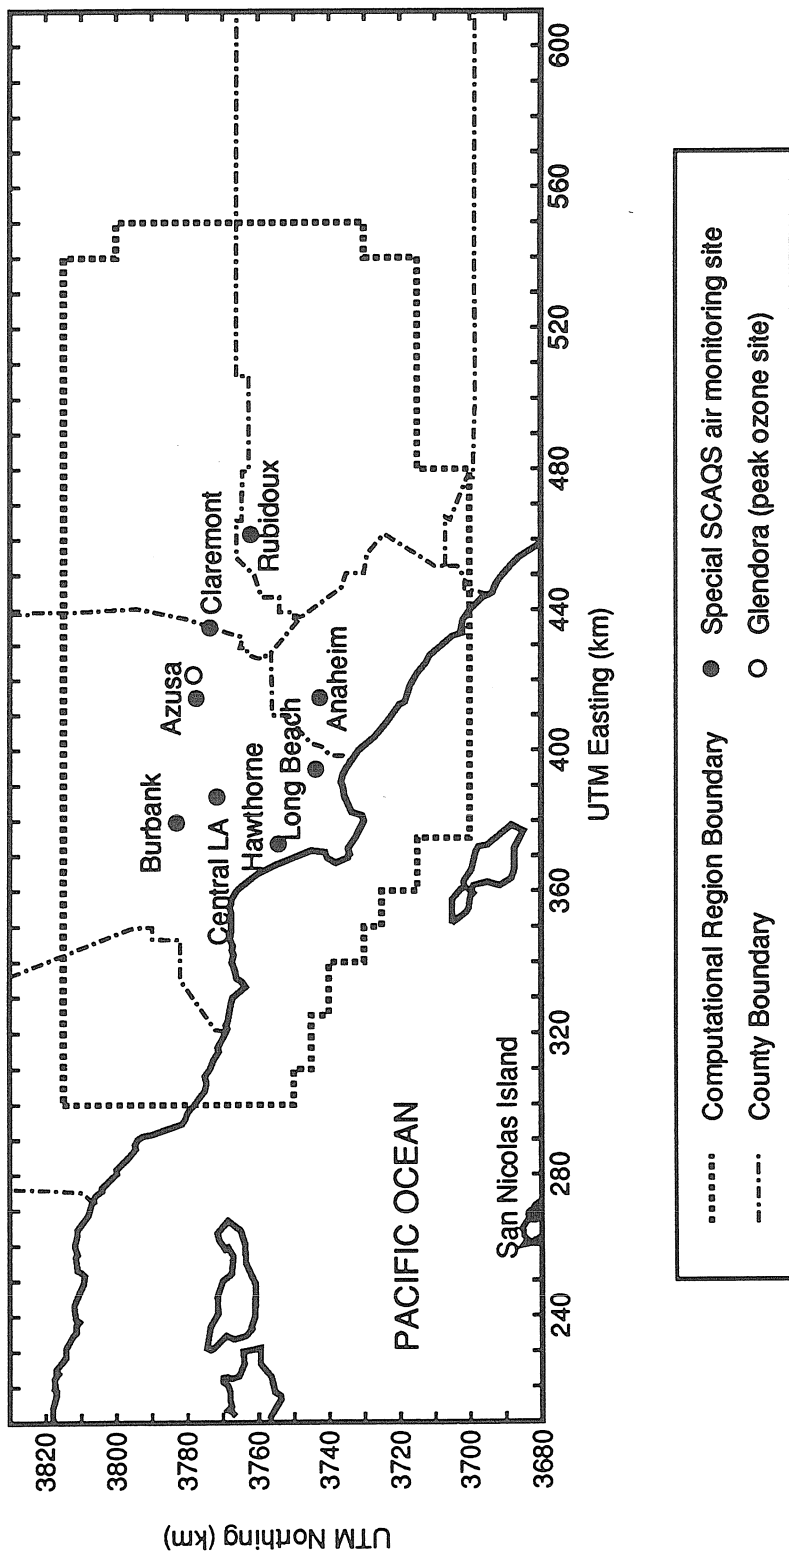 UTM Northing (km)
3820
3800
3780
3760
3740
3720
3700
3680
Burbank
Azusa
Claremont
Central LA
Hawthorne
Long Beach
Anaheim
Rubidoux
PACIFIC OCEAN
San Nicolas Island
240
280
320
360
400
440
480
520
560
600
UTM Easting (km)
Computational Region Boundary
Special SCAQS air monitoring site
County Boundary
Glendora (peak ozone site)